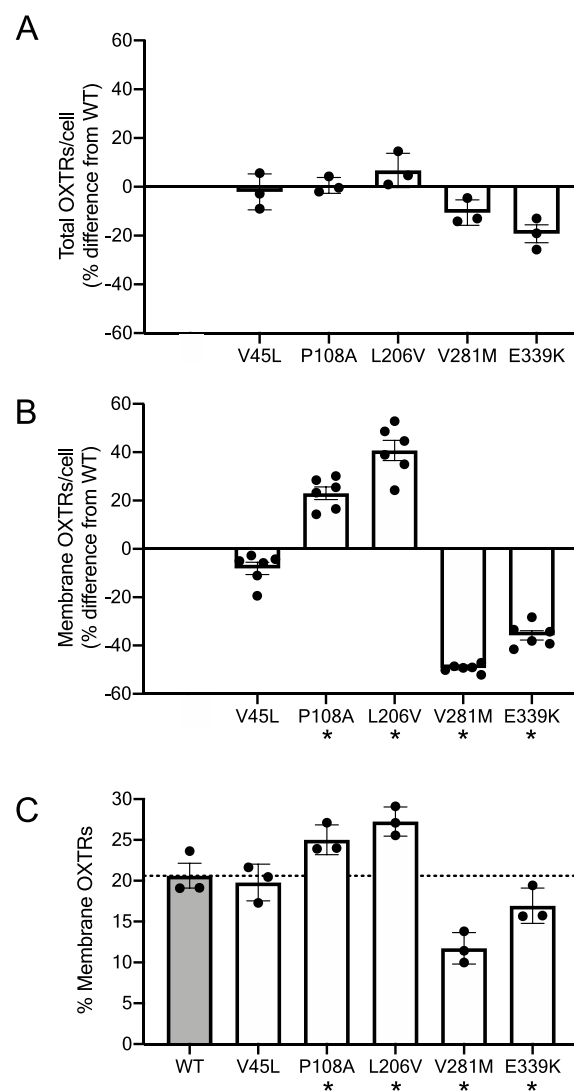 A
Total OXTRs/cell
(% difference from WT)
60
40
20
0
-20
-40
-60
V45L P108A L206V V281M E339K
B
Membrane OXTRs/cell
(% difference from WT)
60
40
20
0
-20
-40
-60
V45L P108A L206V V281M E339K
* * * *
C
% Membrane OXTRs
30
25
20
15
10
5
0
WT V45L P108A L206V V281M E339K
* * * *